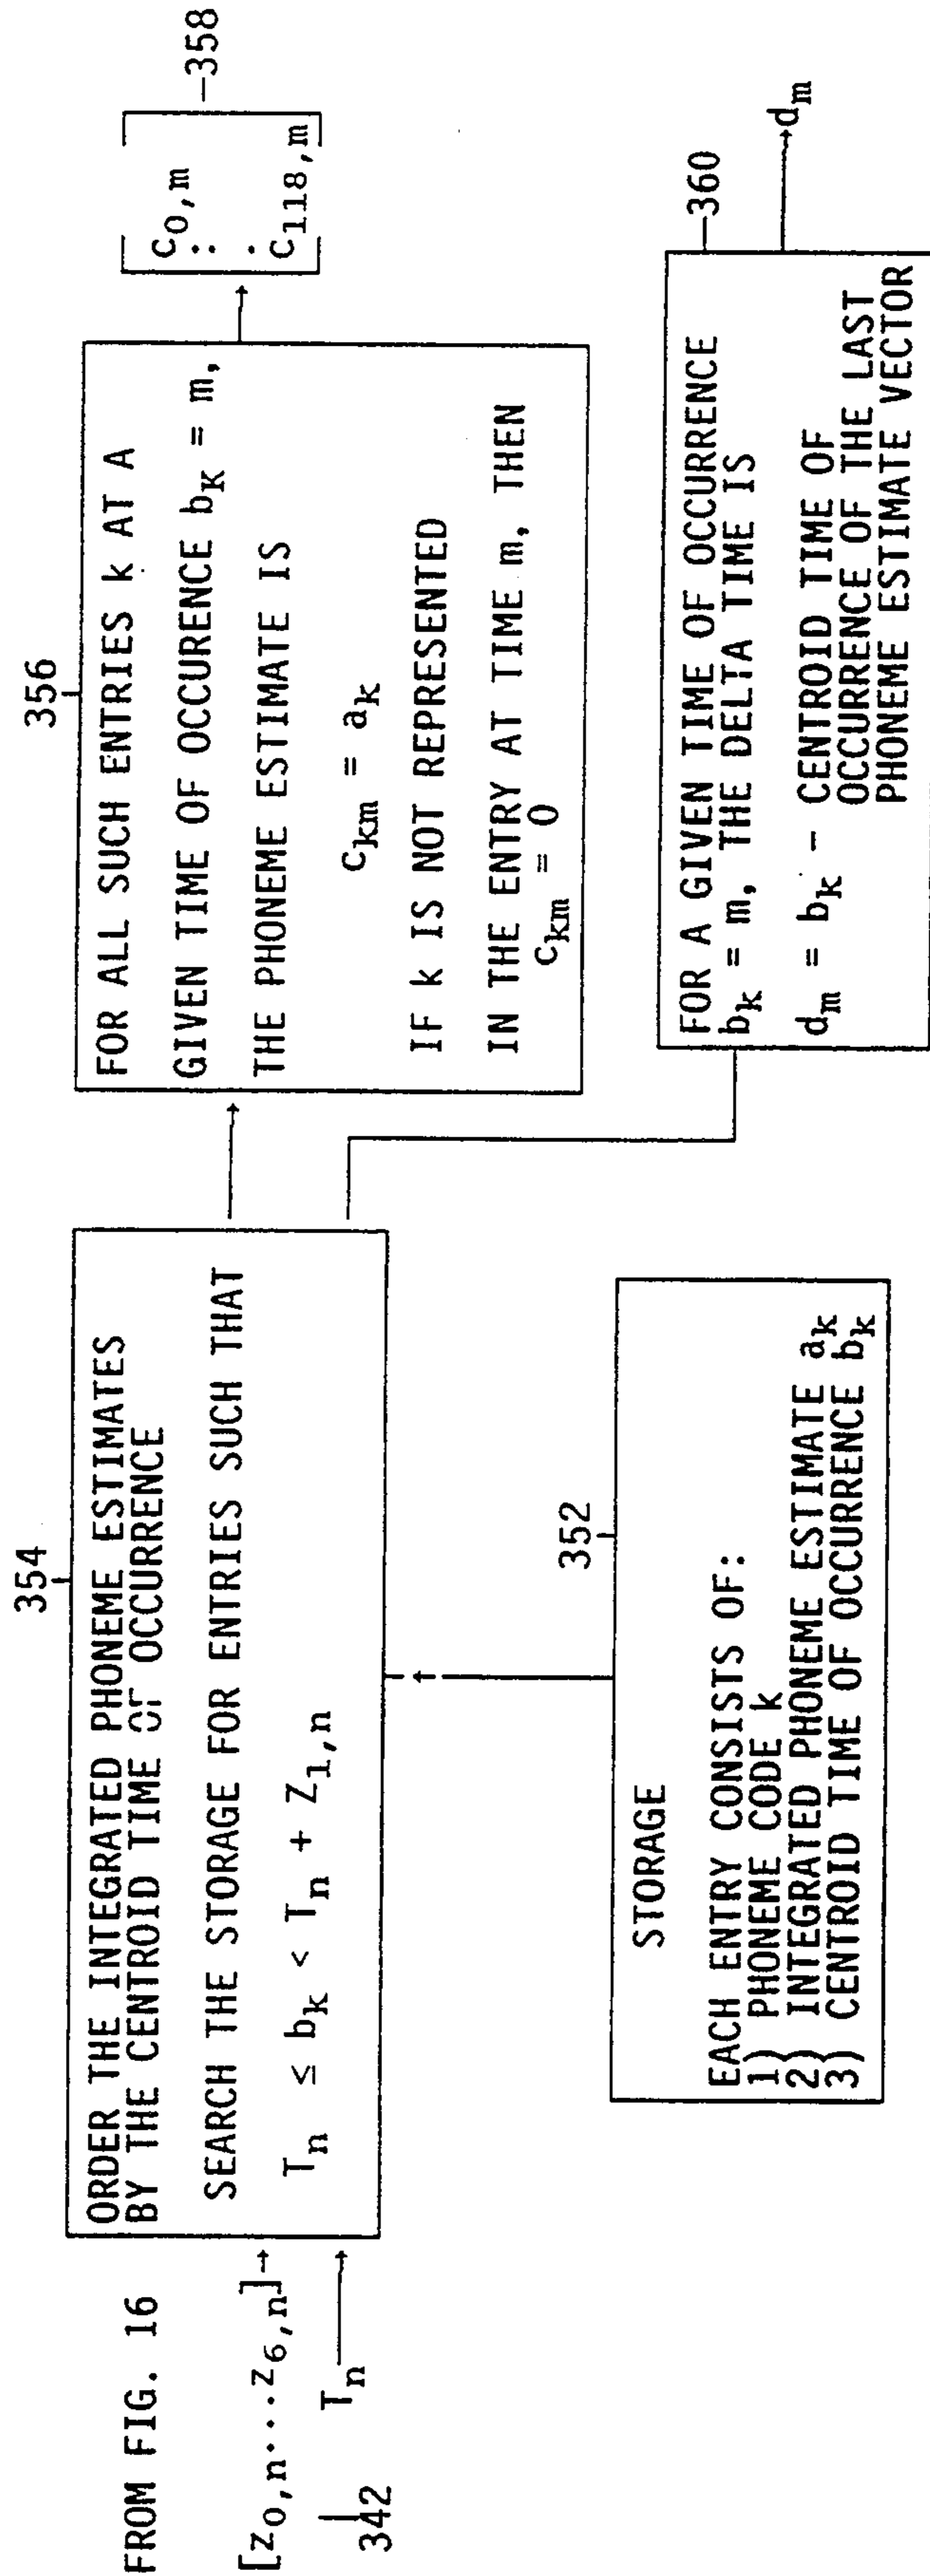 FROM FIG. 16
[z0,n...z6,n]
Tn
342
354
ORDER THE INTEGRATED PHONEME ESTIMATES
BY THE CENTROID TIME OF OCCURRENCE
SEARCH THE STORAGE FOR ENTRIES SUCH THAT
Tn ≤ bk < Tn + Z1,n
352
STORAGE
EACH ENTRY CONSISTS OF:
1) PHONEME CODE k
2) INTEGRATED PHONEME ESTIMATE ak
3) CENTROID TIME OF OCCURRENCE bk
356
FOR ALL SUCH ENTRIES k AT A
GIVEN TIME OF OCCURENCE bK = m,
THE PHONEME ESTIMATE IS
ckm = ak
IF k IS NOT REPRESENTED
IN THE ENTRY AT TIME m, THEN
ckm = 0
c0,m
:
.
c118,m
358
FOR A GIVEN TIME OF OCCURRENCE
bk = m, THE DELTA TIME IS
dm = bk - CENTROID TIME OF
OCCURRENCE OF THE LAST
PHONEME ESTIMATE VECTOR
360
dm